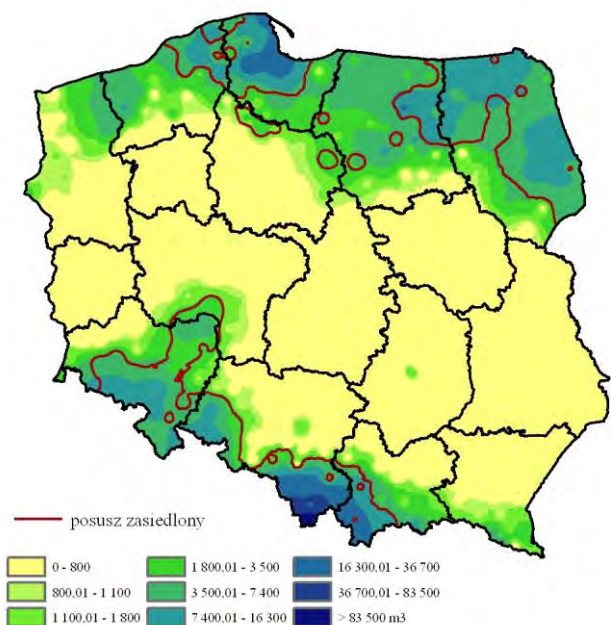 posusz zasiedlony
0 - 800
800,01 - 1 100
1 100,01 - 1 800
1 800,01 - 3 500
3 500,01 - 7 400
7 400,01 - 16 300
16 300,01 - 36 700
36 700,01 - 83 500
> 83 500 m3